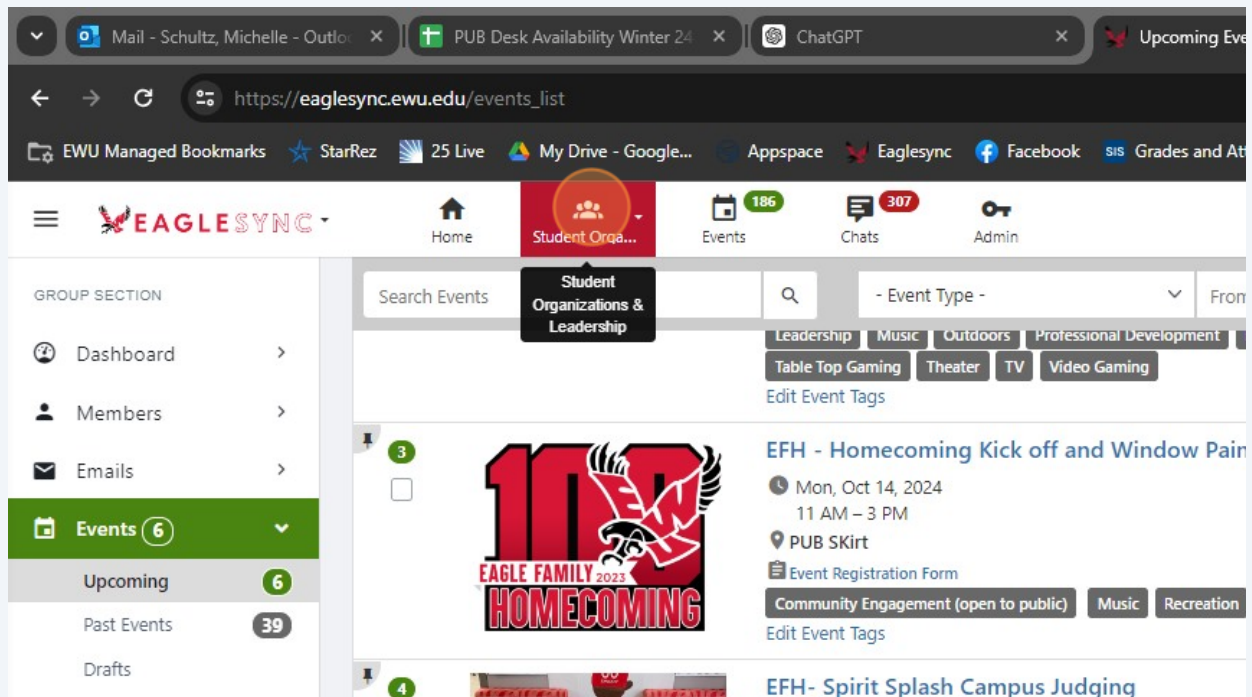 Mail - Schultz, Michelle - Outlo
PUB Desk Availability Winter 24
ChatGPT
Upcoming Eve
https://eaglesync.ewu.edu/events_list
EWU Managed Bookmarks
StarRez
25 Live
My Drive - Google...
Appspace
Eaglesync
Facebook
SIS Grades and Att
EAGLESYNC
Home
Student Orga...
Events
186
Chats
307
Admin
Student
Organizations &
Leadership
GROUP SECTION
Dashboard
Members
Emails
Events 6
Upcoming 6
Past Events 39
Drafts
Search Events
- Event Type -
From
Leadership Music Outdoors Professional Development
Table Top Gaming Theater TV Video Gaming
Edit Event Tags
3
100
EWU
EAGLE FAMILY 2023
HOMECOMING
EFH - Homecoming Kick off and Window Pain
Mon, Oct 14, 2024
11 AM – 3 PM
PUB SKirt
Event Registration Form
Community Engagement (open to public) Music Recreation
Edit Event Tags
4
EFH- Spirit Splash Campus Judging